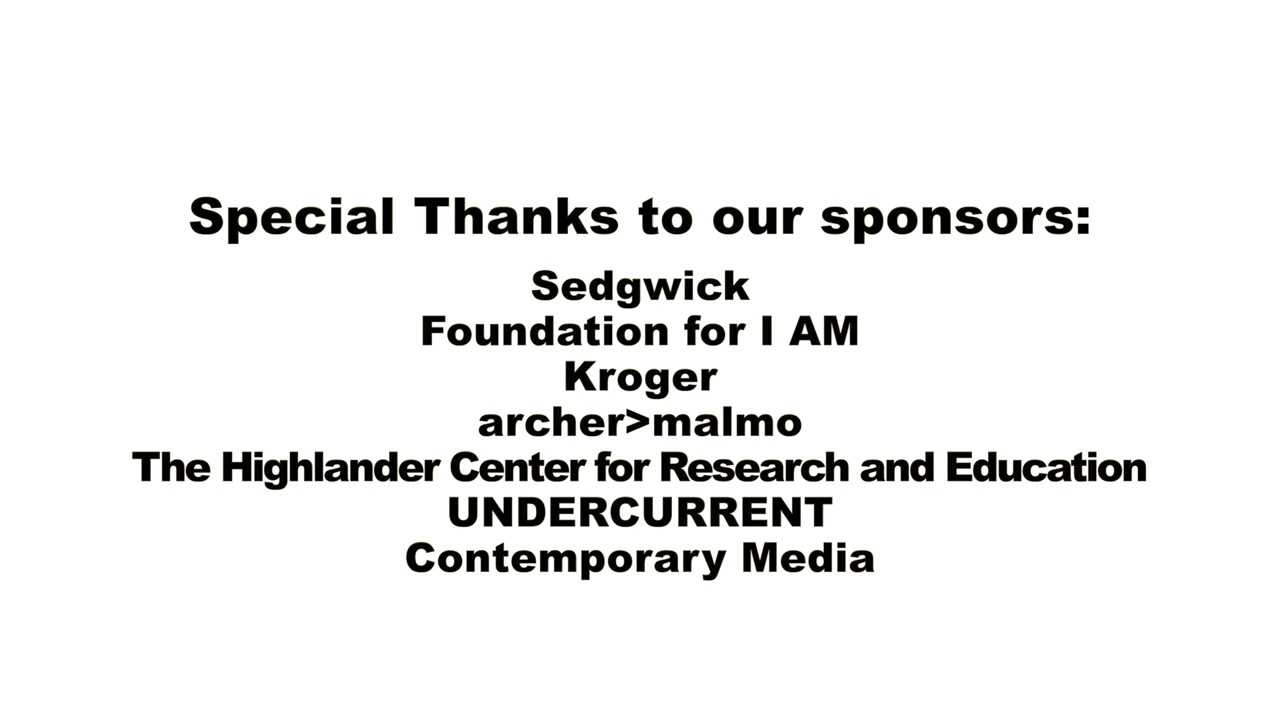 Special Thanks to our sponsors:
Sedgwick
Foundation for I AM
Kroger
archer>malmo
The Highlander Center for Research and Education
UNDERCURRENT
Contemporary Media